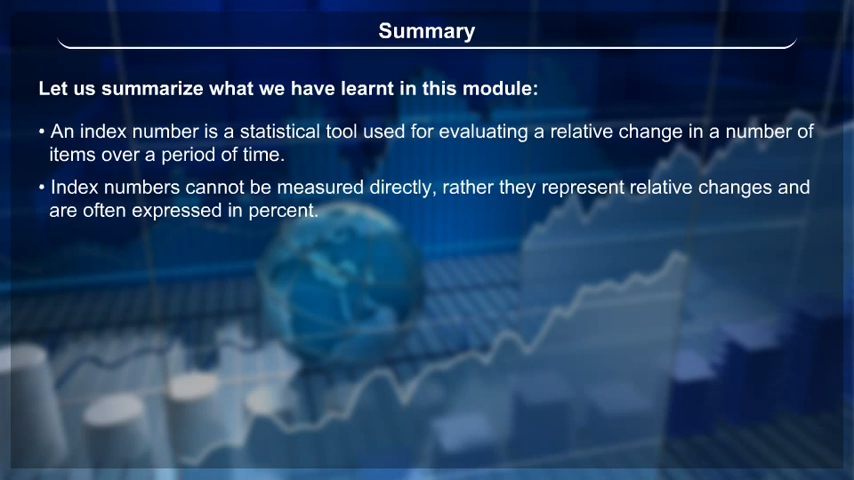 Summary
Let us summarize what we have learnt in this module:
• An index number is a statistical tool used for evaluating a relative change in a number of
items over a period of time.
• Index numbers cannot be measured directly, rather they represent relative changes and
are often expressed in percent.